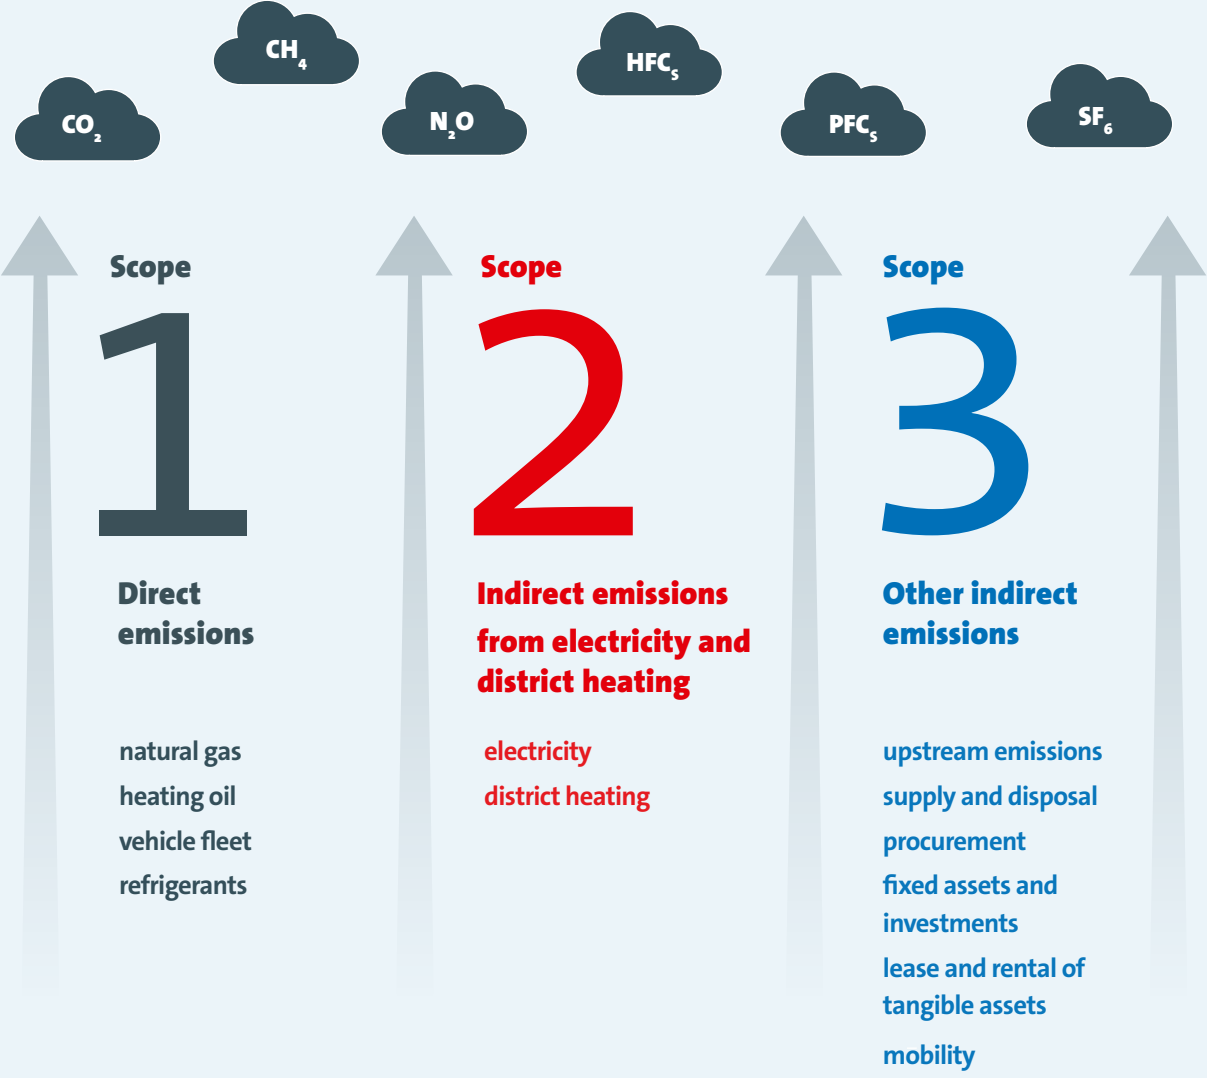 CH₄
HFCₛ
CO₂
N₂O
PFCₛ
SF₆
Scope
1
Direct
emissions
natural gas
heating oil
vehicle fleet
refrigerants
Scope
2
Indirect emissions
from electricity and
district heating
electricity
district heating
Scope
3
Other indirect
emissions
upstream emissions
supply and disposal
procurement
fixed assets and
investments
lease and rental of
tangible assets
mobility